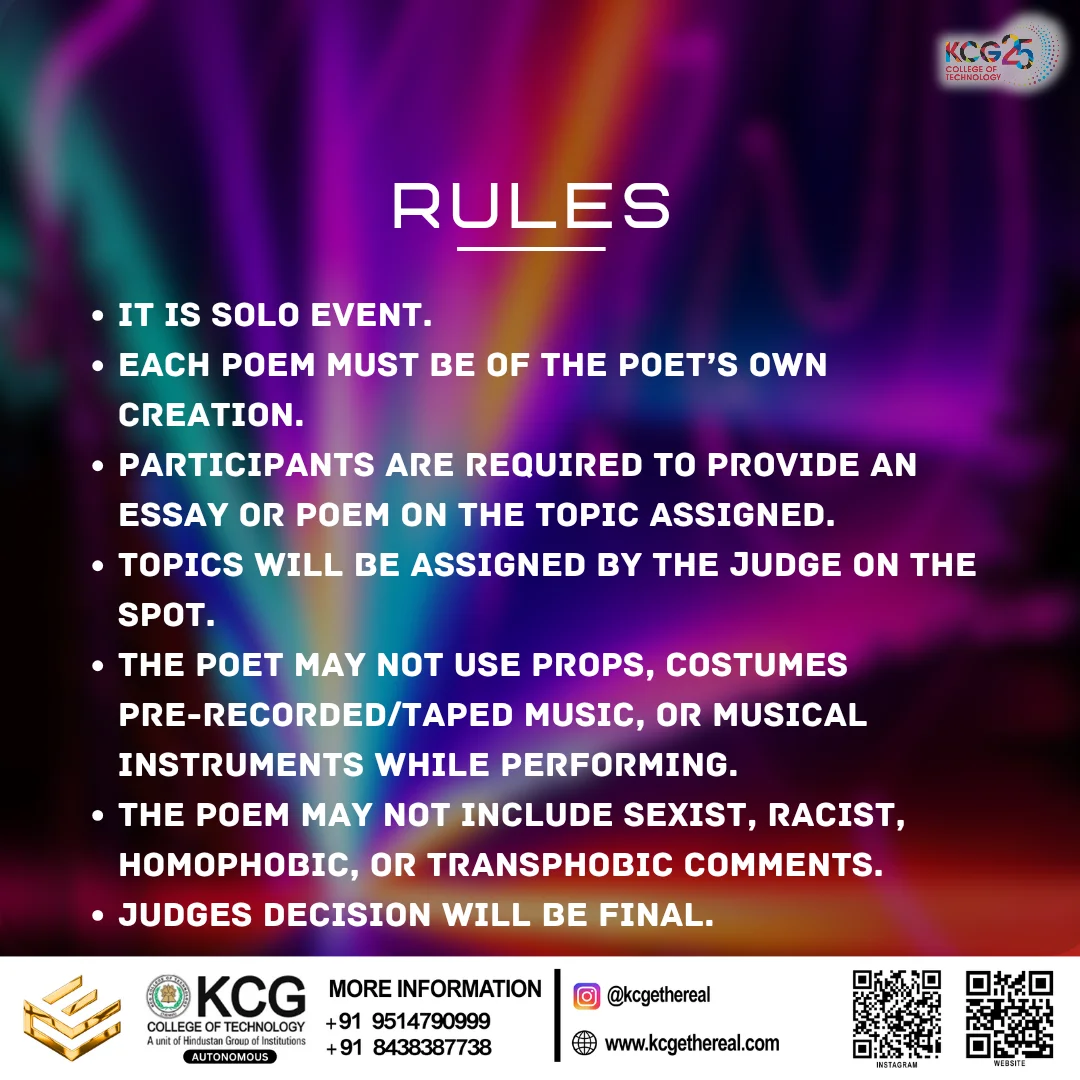 KCG25
COLLEGE OF
TECHNOLOGY
RULES
• IT IS SOLO EVENT.
• EACH POEM MUST BE OF THE POET'S OWN
CREATION.
• PARTICIPANTS ARE REQUIRED TO PROVIDE AN
ESSAY OR POEM ON THE TOPIC ASSIGNED.
• TOPICS WILL BE ASSIGNED BY THE JUDGE ON THE
SPOT.
• THE POET MAY NOT USE PROPS, COSTUMES
PRE-RECORDED/TAPED MUSIC, OR MUSICAL
INSTRUMENTS WHILE PERFORMING.
• THE POEM MAY NOT INCLUDE SEXIST, RACIST,
HOMOPHOBIC, OR TRANSPHOBIC COMMENTS.
• JUDGES DECISION WILL BE FINAL.
KCG
COLLEGE OF TECHNOLOGY
A unit of Hindustan Group of Institutions
AUTONOMOUS
MORE INFORMATION
+91 9514790999
+91 8438387738
@kcgethereal
www.kcgethereal.com
INSTAGRAM
WEBSITE